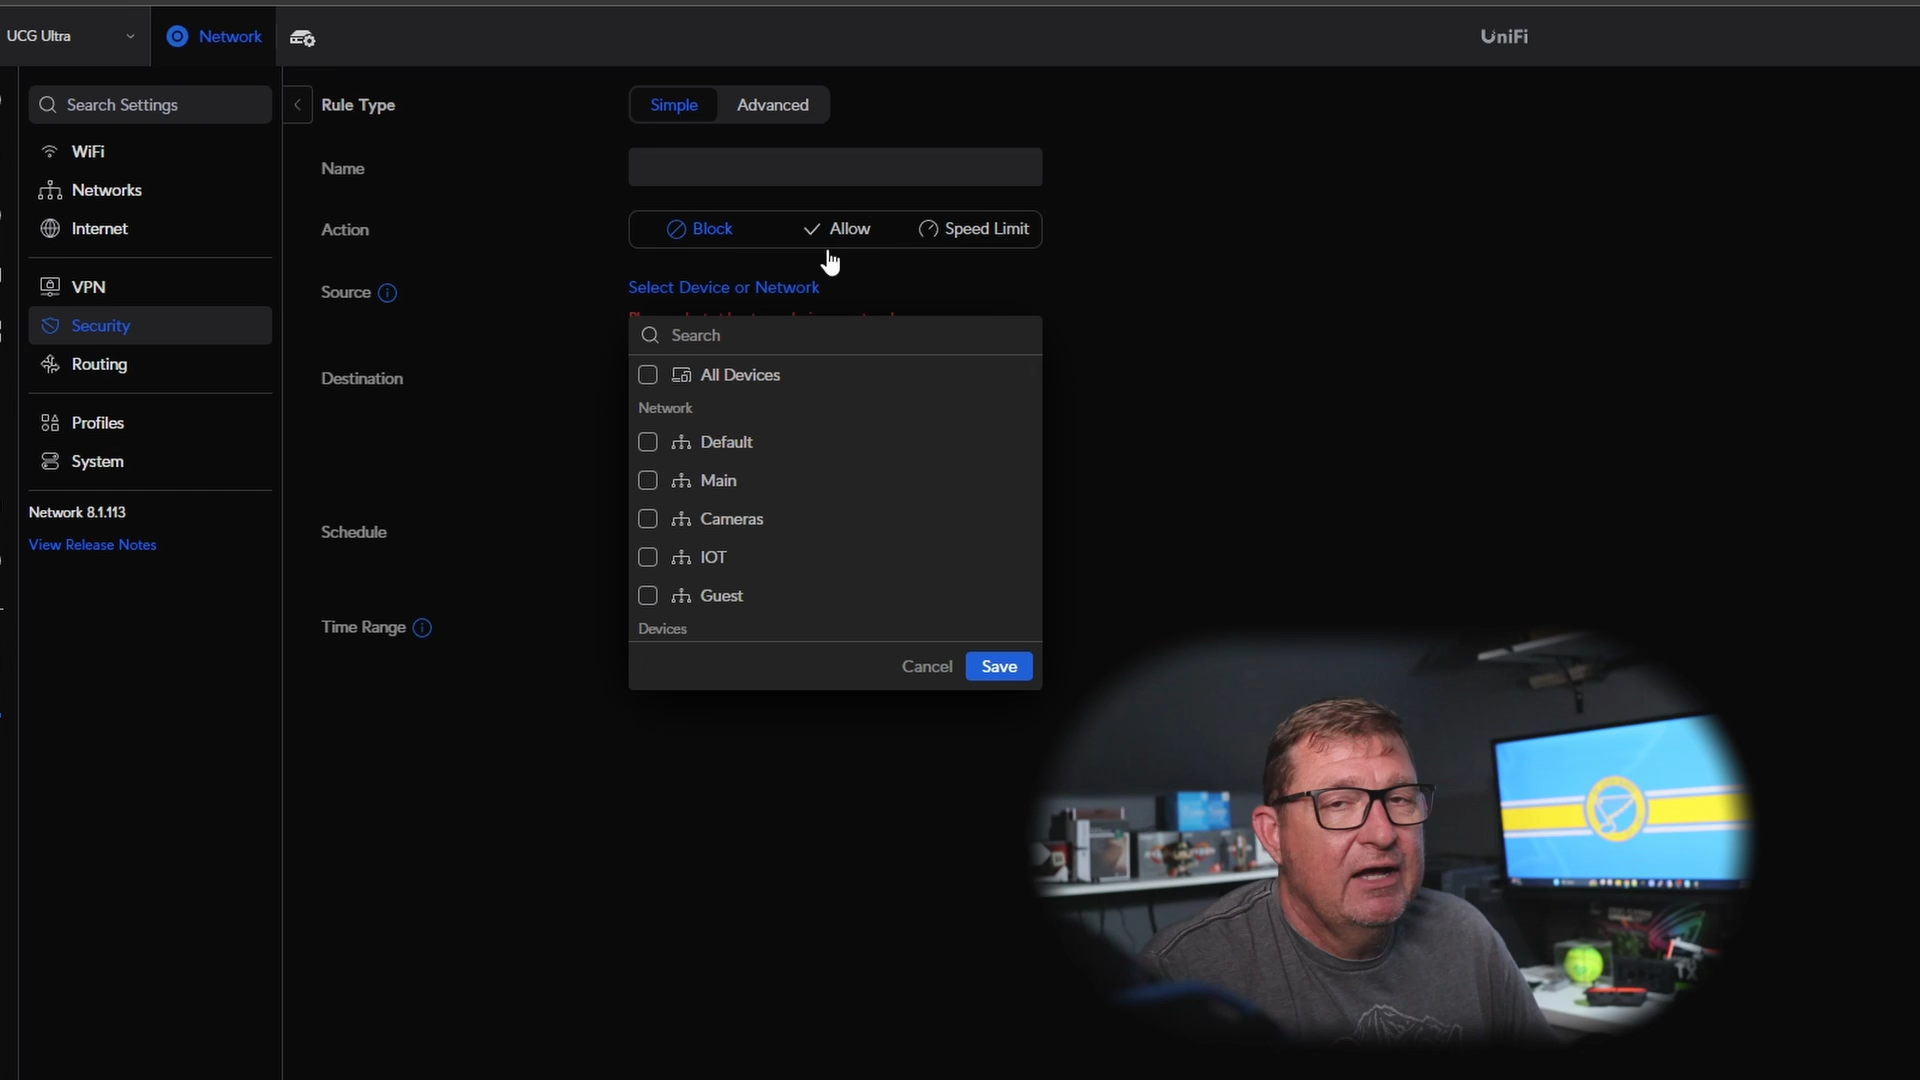 UCG Ultra
Network
UniFi
Search Settings
WiFi
Networks
Internet
VPN
Security
Routing
Profiles
System
Network 8.1.113
View Release Notes
Rule Type
Simple
Advanced
Name
Action
Block
Allow
Speed Limit
Source
Select Device or Network
Search
All Devices
Network
Default
Main
Cameras
IOT
Guest
Devices
Cancel
Save
Destination
Schedule
Time Range